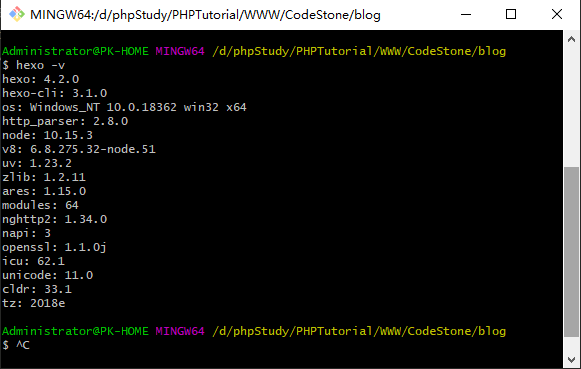 MINGW64:/d/phpStudy/PHPTutorial/WWW/CodeStone/blog
Administrator@PK-HOME MINGW64 /d/phpStudy/PHPTutorial/WWW/CodeStone/blog
$ hexo -v
hexo: 4.2.0
hexo-cli: 3.1.0
os: Windows_NT 10.0.18362 win32 x64
http_parser: 2.8.0
node: 10.15.3
v8: 6.8.275.32-node.51
uv: 1.23.2
zlib: 1.2.11
ares: 1.15.0
modules: 64
nghttp2: 1.34.0
napi: 3
openssl: 1.1.0j
icu: 62.1
unicode: 11.0
cldr: 33.1
tz: 2018e
Administrator@PK-HOME MINGW64 /d/phpStudy/PHPTutorial/WWW/CodeStone/blog
$ ^C